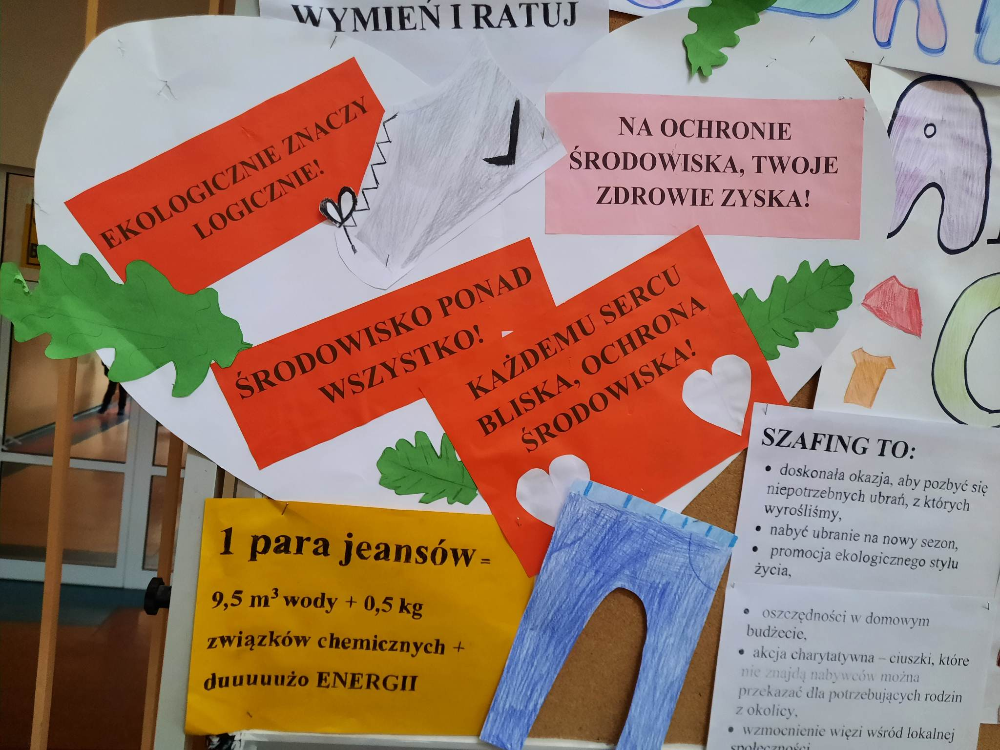 WYMIEŃ I RATUJ
EKOLOGICZNIE ZNACZY
LOGICZNIE!
NA OCHRONIE
ŚRODOWISKA, TWOJE
ZDROWIE ZYSKA!
ŚRODOWISKO PONAD
WSZYSTKO!
KAŻDEMU SERCU
BLISKA, OCHRONA
ŚRODOWISKA!
1 para jeansów =
9,5 m³ wody + 0,5 kg
związków chemicznych +
duuuuuużo ENERGII
SZAFING TO:
• doskonała okazja, aby pozbyć się
niepotrzebnych ubrań, z których
wyrośliśmy,
• nabyć ubranie na nowy sezon,
• promocja ekologicznego stylu
życia,
• oszczędności w domowym
budżecie,
• akcja charytatywna – ciuszki, które
nie znajdą nabywców można
przekazać dla potrzebujących rodzin
z okolicy,
• wzmocnienie więzi wśród lokalnej
społeczności